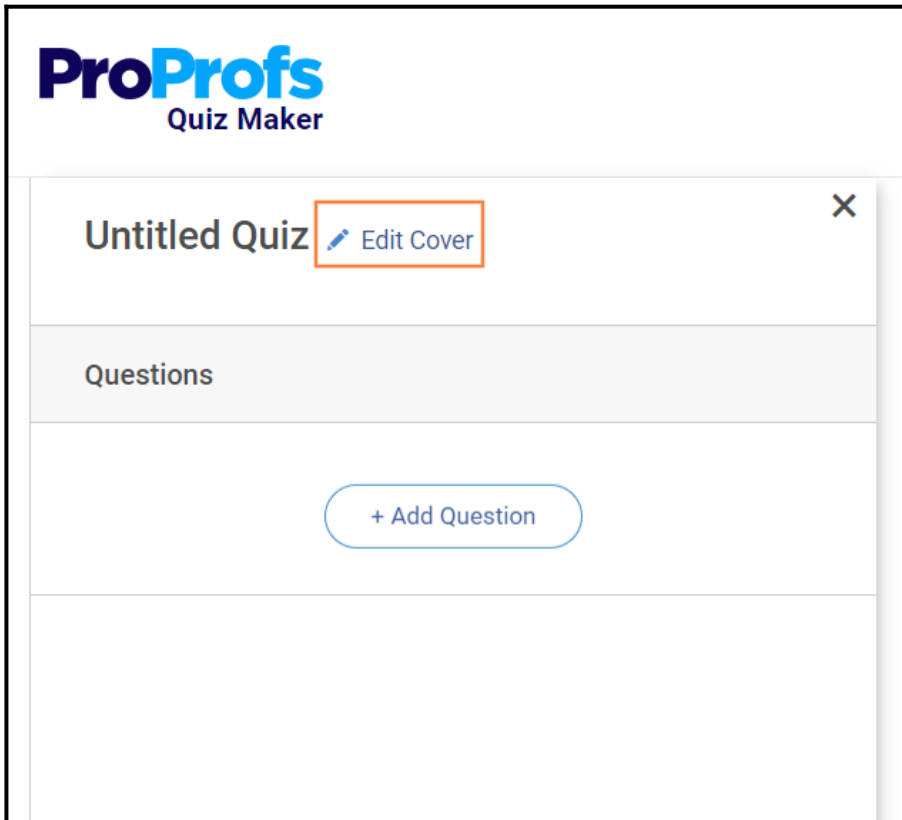 ProProfs
Quiz Maker
Untitled Quiz Edit Cover
Questions
+ Add Question